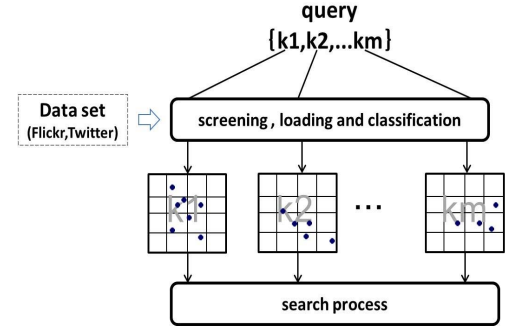 query
{k1,k2,...km}
Data set
(Flickr,Twitter)
screening , loading and classification
k1
k2
...
km
search process